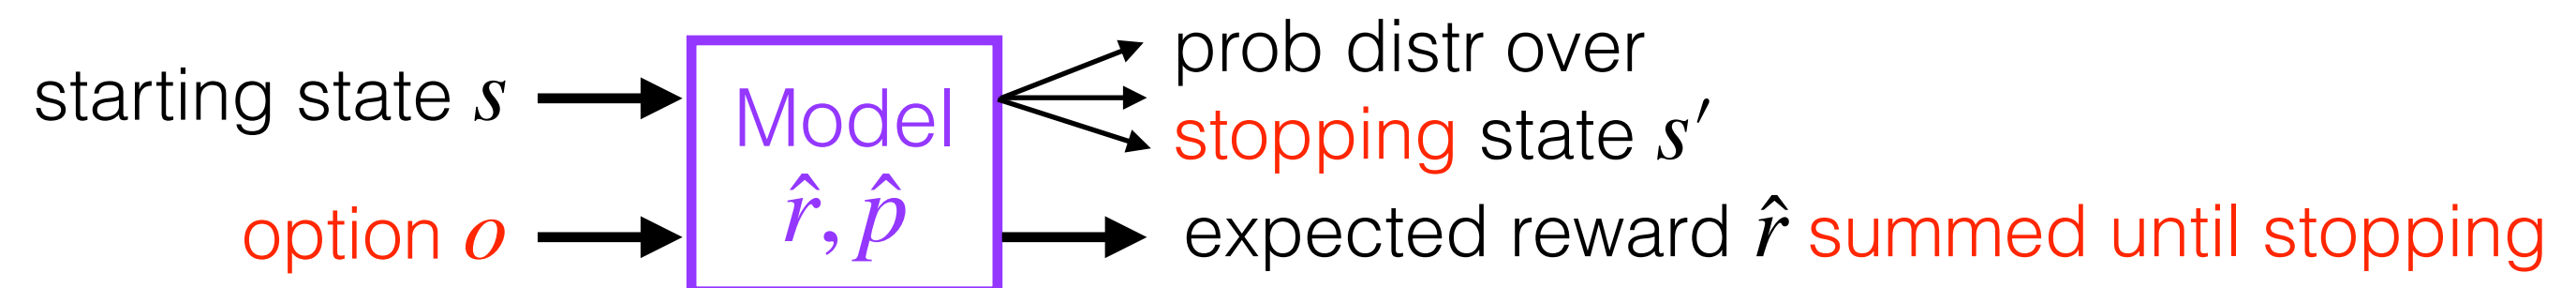 starting state s
option o
Model
r̂, p̂
prob distr over
stopping state s′
expected reward r̂ summed until stopping